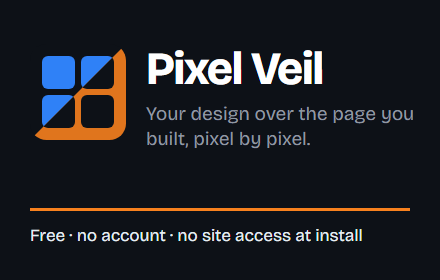 Pixel Veil
Your design over the page you
built, pixel by pixel.
Free · no account · no site access at install